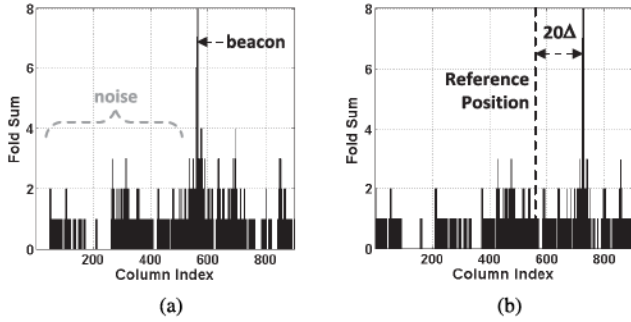 8
6
4
2
0
Fold Sum
beacon
noise
200 400 600 800
Column Index
(a)
8
6
4
2
0
Fold Sum
20Δ
Reference
Position
200 400 600 800
Column Index
(b)